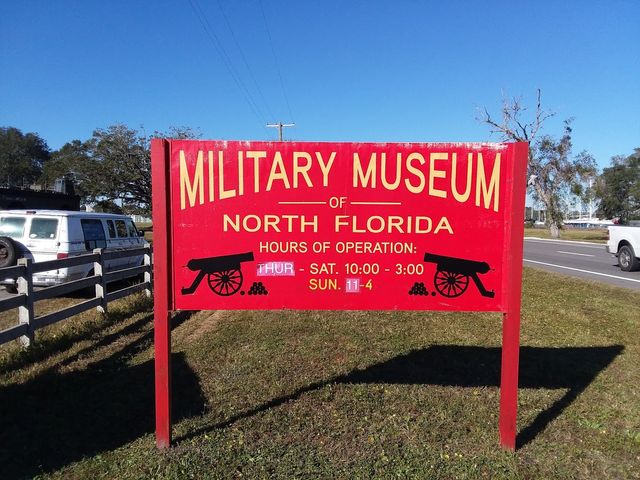 MILITARY MUSEUM
OF
NORTH FLORIDA
HOURS OF OPERATION:
THUR - SAT. 10:00 - 3:00
SUN. 11-4